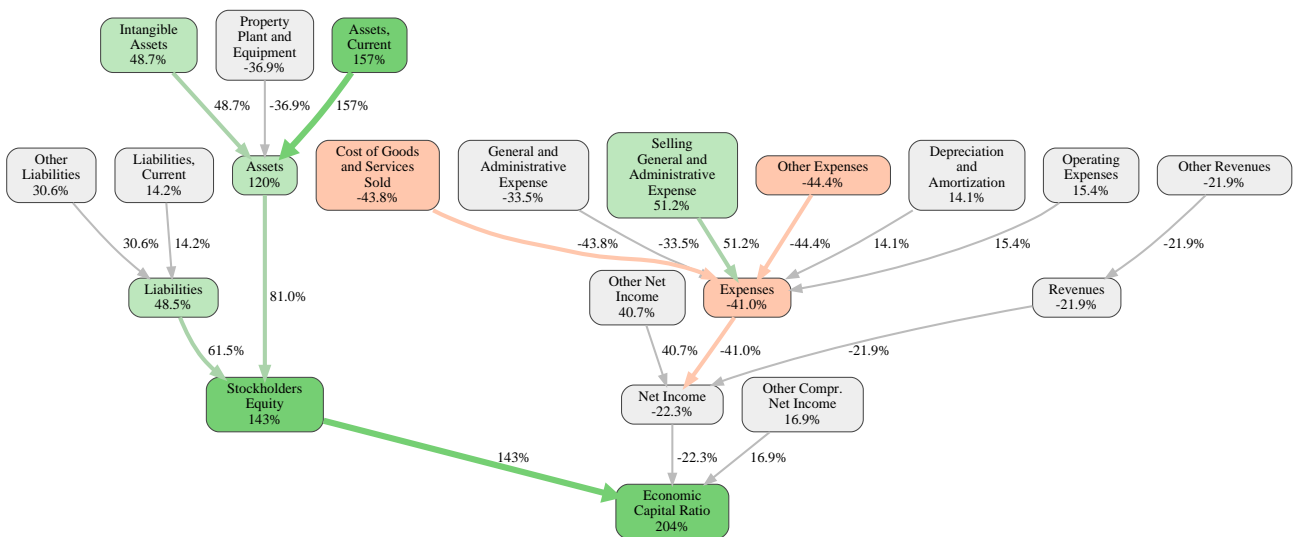 Intangible
Assets
48.7%
Property
Plant and
Equipment
-36.9%
Assets,
Current
157%
48.7%
-36.9%
157%
Other
Liabilities
30.6%
Liabilities,
Current
14.2%
Assets
120%
Cost of Goods
and Services
Sold
-43.8%
General and
Administrative
Expense
-33.5%
Selling
General and
Administrative
Expense
51.2%
Other Expenses
-44.4%
Depreciation
and
Amortization
14.1%
Operating
Expenses
15.4%
Other Revenues
-21.9%
30.6%
14.2%
81.0%
-43.8%
-33.5%
51.2%
-44.4%
14.1%
15.4%
-21.9%
Liabilities
48.5%
Other Net
Income
40.7%
Expenses
-41.0%
Revenues
-21.9%
61.5%
40.7%
-41.0%
-21.9%
Stockholders
Equity
143%
Net Income
-22.3%
Other Compr.
Net Income
16.9%
143%
-22.3%
16.9%
Economic
Capital Ratio
204%